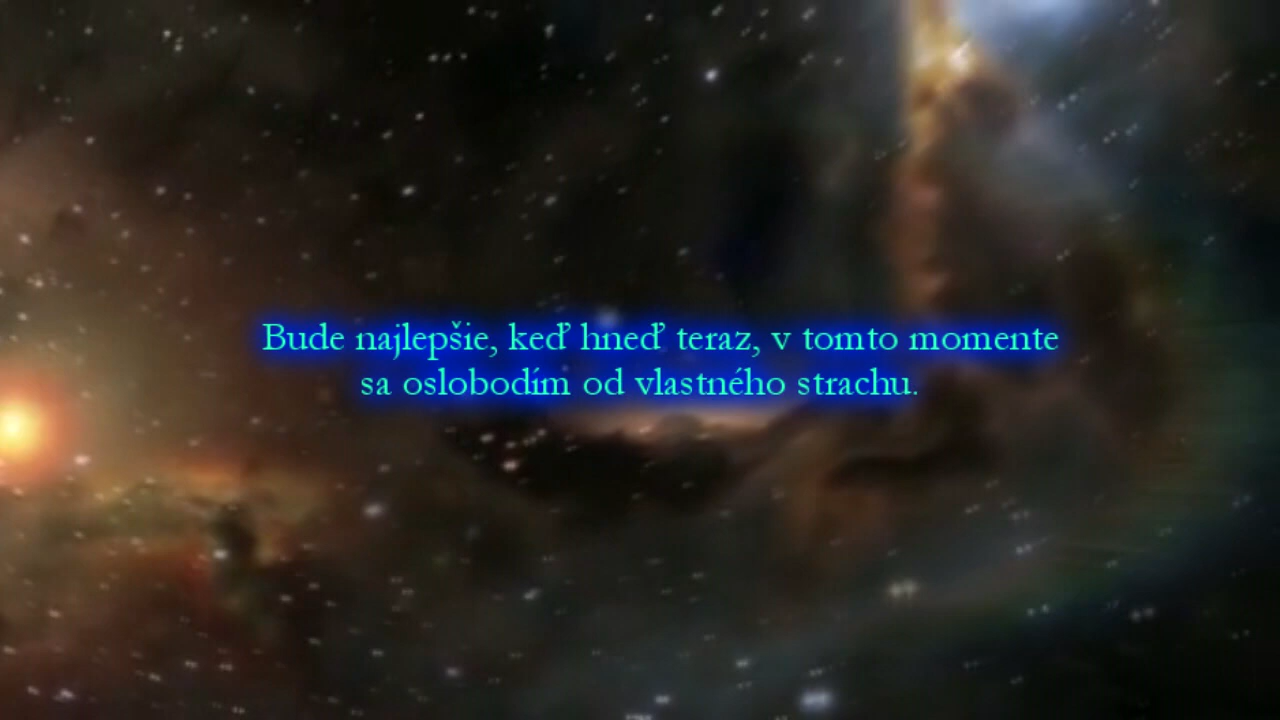 Bude najlepšie, keď hneď teraz, v tomto momente
sa oslobodím od vlastného strachu.